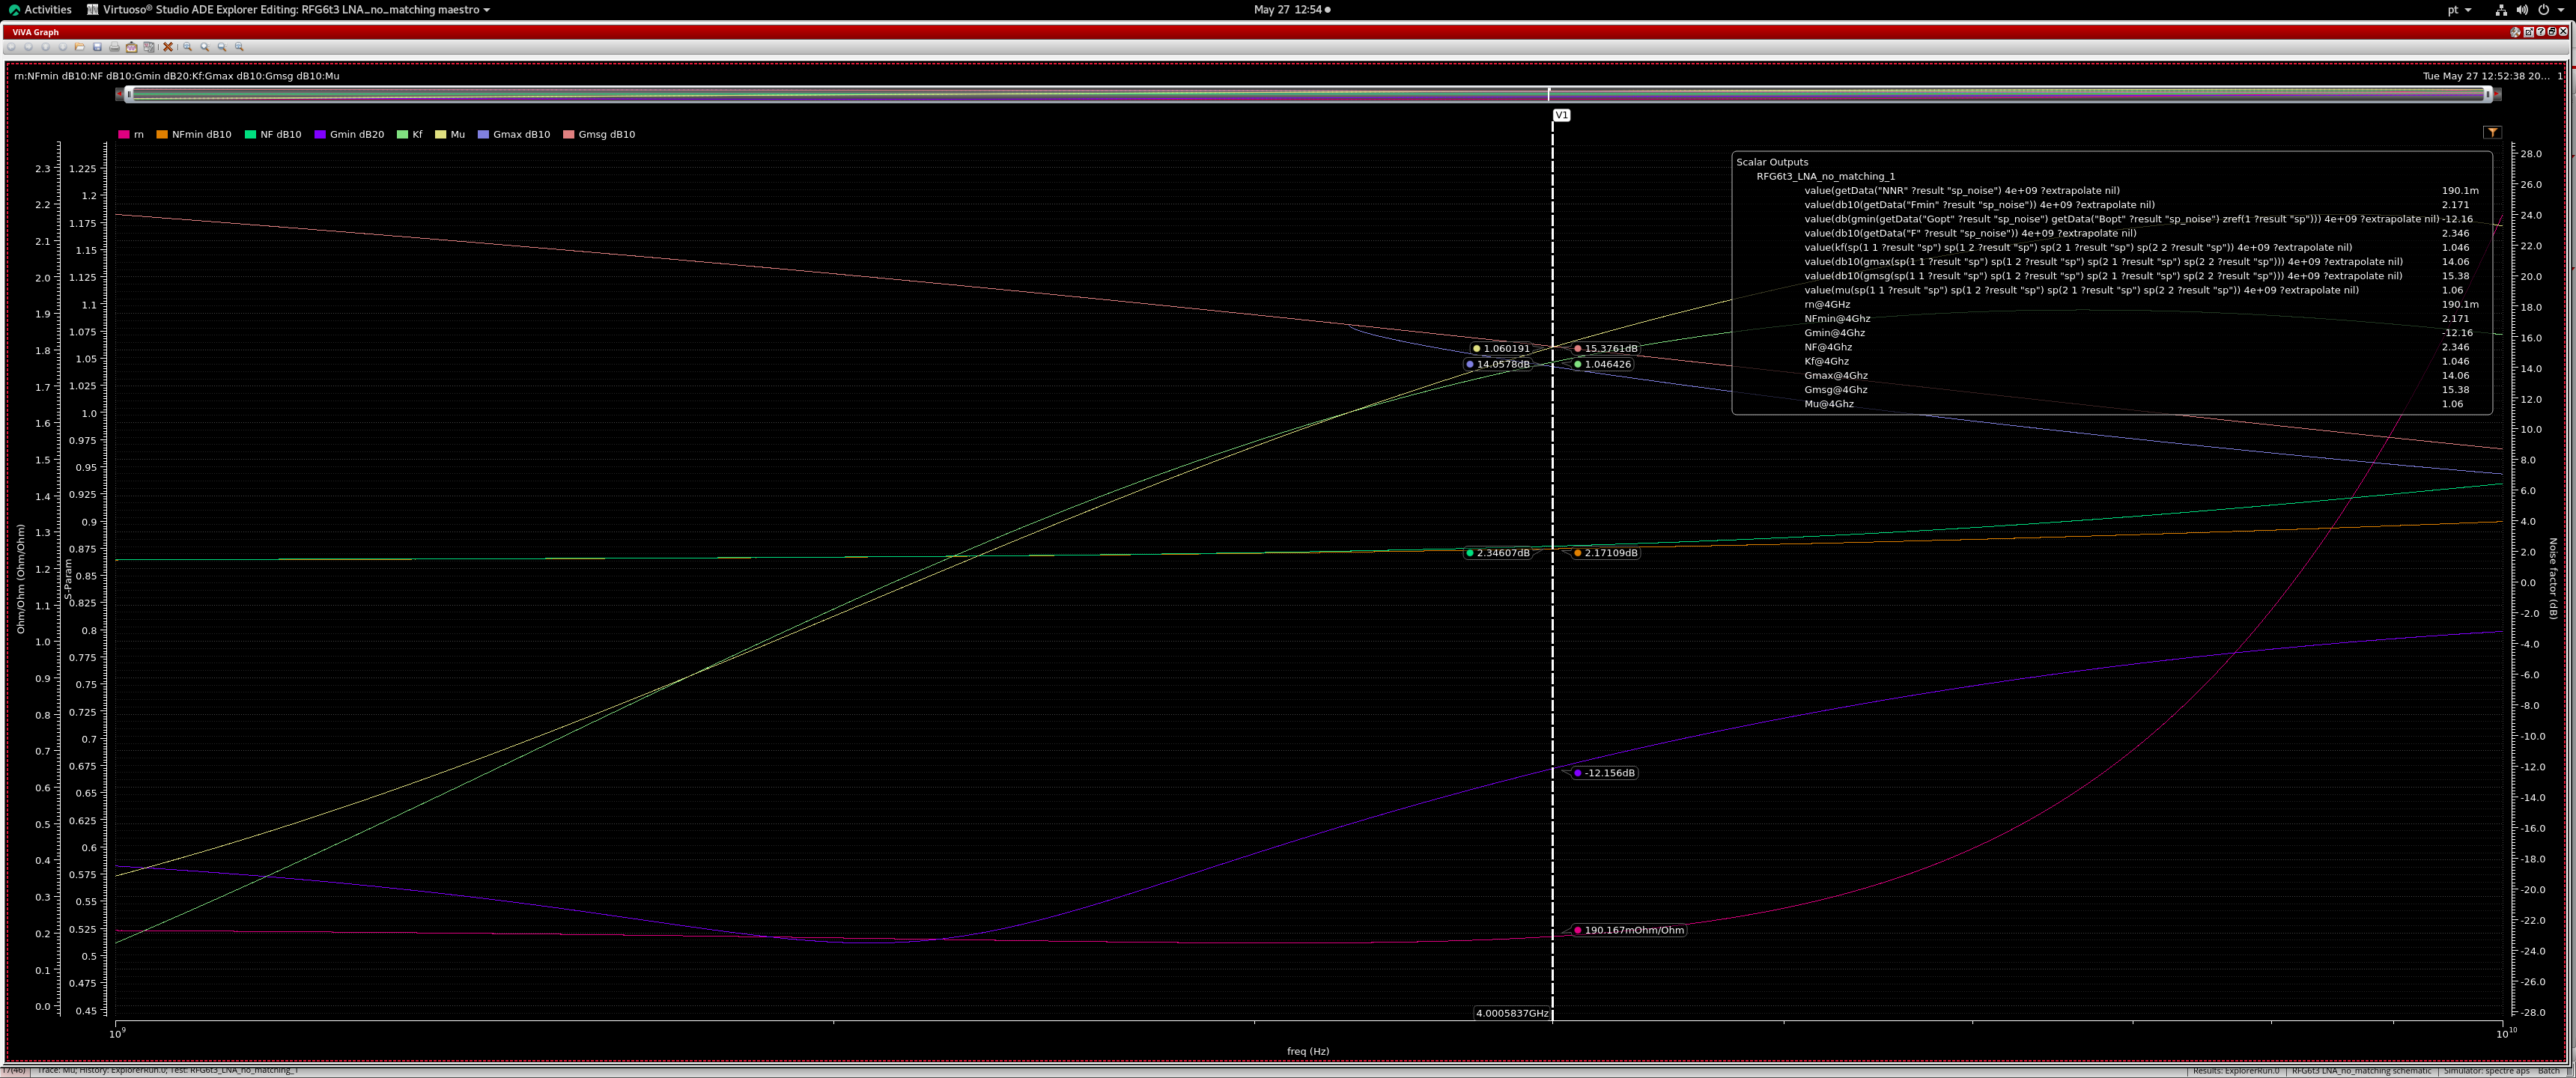 Activities Virtuoso® Studio ADE Explorer Editing: RFG6t3 LNA_no_matching maestro May 27 12:54 pt
ViVA Graph
rn:NFmin dB10:NF dB10:Gmin dB20:Kf:Gmax dB10:Gmsg dB10:Mu Tue May 27 12:52:38 20... 1
V1
rn NFmin dB10 NF dB10 Gmin dB20 Kf Mu Gmax dB10 Gmsg dB10
Scalar Outputs
RFG6t3_LNA_no_matching_1
value(getData("NNR" ?result "sp_noise") 4e+09 ?extrapolate nil) 190.1m
value(db10(getData("Fmin" ?result "sp_noise")) 4e+09 ?extrapolate nil) 2.171
value(db(gmin(getData("Gopt" ?result "sp_noise") getData("Bopt" ?result "sp_noise") zref(1 ?result "sp"))) 4e+09 ?extrapolate nil) -12.16
value(db10(getData("F" ?result "sp_noise")) 4e+09 ?extrapolate nil) 2.346
value(kf(sp(1 1 ?result "sp") sp(1 2 ?result "sp") sp(2 1 ?result "sp") sp(2 2 ?result "sp")) 4e+09 ?extrapolate nil) 1.046
value(db10(gmax(sp(1 1 ?result "sp") sp(1 2 ?result "sp") sp(2 1 ?result "sp") sp(2 2 ?result "sp"))) 4e+09 ?extrapolate nil) 14.06
value(db10(gmsg(sp(1 1 ?result "sp") sp(1 2 ?result "sp") sp(2 1 ?result "sp") sp(2 2 ?result "sp"))) 4e+09 ?extrapolate nil) 15.38
value(mu(sp(1 1 ?result "sp") sp(1 2 ?result "sp") sp(2 1 ?result "sp") sp(2 2 ?result "sp")) 4e+09 ?extrapolate nil) 1.06
rn@4GHz 190.1m
NFmin@4Ghz 2.171
Gmin@4Ghz -12.16
NF@4Ghz 2.346
Kf@4Ghz 1.046
Gmax@4Ghz 14.06
Gmsg@4Ghz 15.38
Mu@4Ghz 1.06
2.3
2.2
2.1
2.0
1.9
1.8
1.7
1.6
1.5
1.4
1.3
1.2
1.1
1.0
0.9
0.8
0.7
0.6
0.5
0.4
0.3
0.2
0.1
0.0
Ohm/Ohm (Ohm/Ohm)
1.225
1.2
1.175
1.15
1.125
1.1
1.075
1.05
1.025
1.0
0.975
0.95
0.925
0.9
0.875
0.85
0.825
0.8
0.775
0.75
0.725
0.7
0.675
0.65
0.625
0.6
0.575
0.55
0.525
0.5
0.475
0.45
S-Param
1.060191 15.3761dB
14.0578dB 1.046426
2.34607dB 2.17109dB
-12.156dB
190.167mOhm/Ohm
4.0005837GHz
28.0
26.0
24.0
22.0
20.0
18.0
16.0
14.0
12.0
10.0
8.0
6.0
4.0
2.0
0.0
-2.0
-4.0
-6.0
-8.0
-10.0
-12.0
-14.0
-16.0
-18.0
-20.0
-22.0
-24.0
-26.0
-28.0
Noise factor (dB)
10⁹ 10¹⁰
freq (Hz)
17(46) Trace: Mu; History: ExplorerRun.0; Test: RFG6t3_LNA_no_matching_1 Results: ExplorerRun.0 RFG6t3 LNA_no_matching schematic Simulator: spectre aps Batch